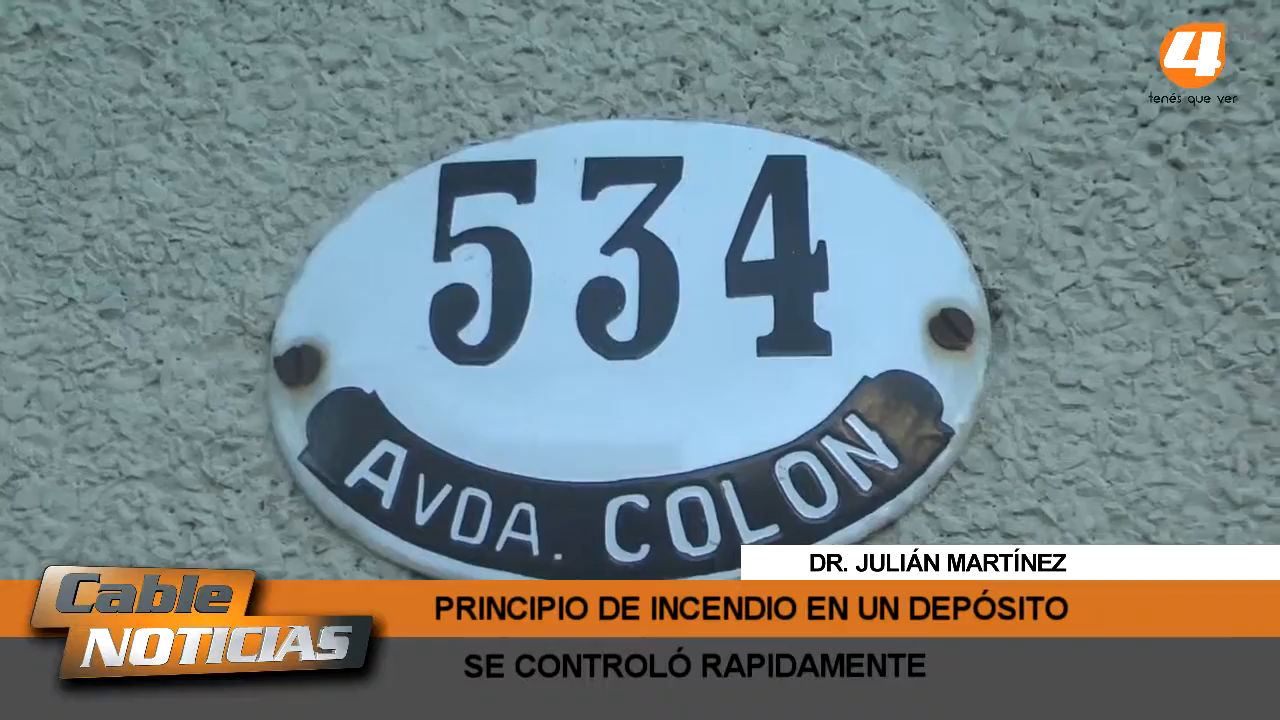 4
tenés que ver
534
AVDA. COLON
DR. JULIÁN MARTÍNEZ
PRINCIPIO DE INCENDIO EN UN DEPÓSITO
SE CONTROLÓ RAPIDAMENTE
Cable
NOTICIAS